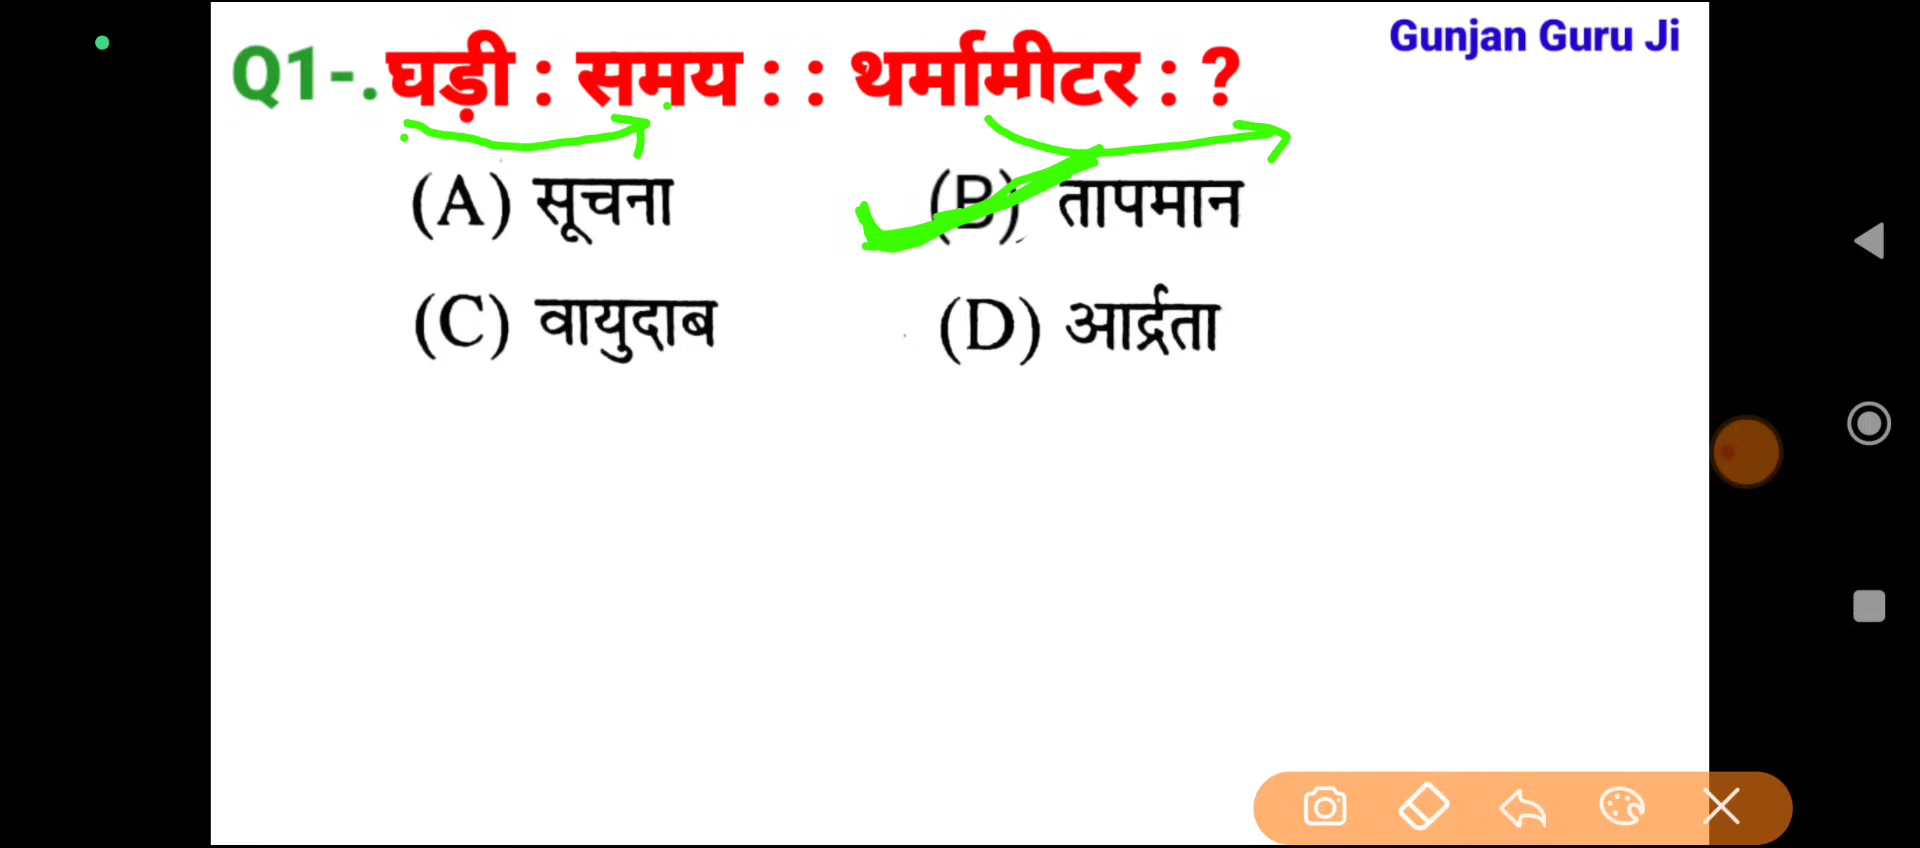 Gunjan Guru Ji
Q1-.घड़ी : समय : : थर्मामीटर : ?
(A) सूचना (B) तापमान
(C) वायुदाब (D) आर्द्रता